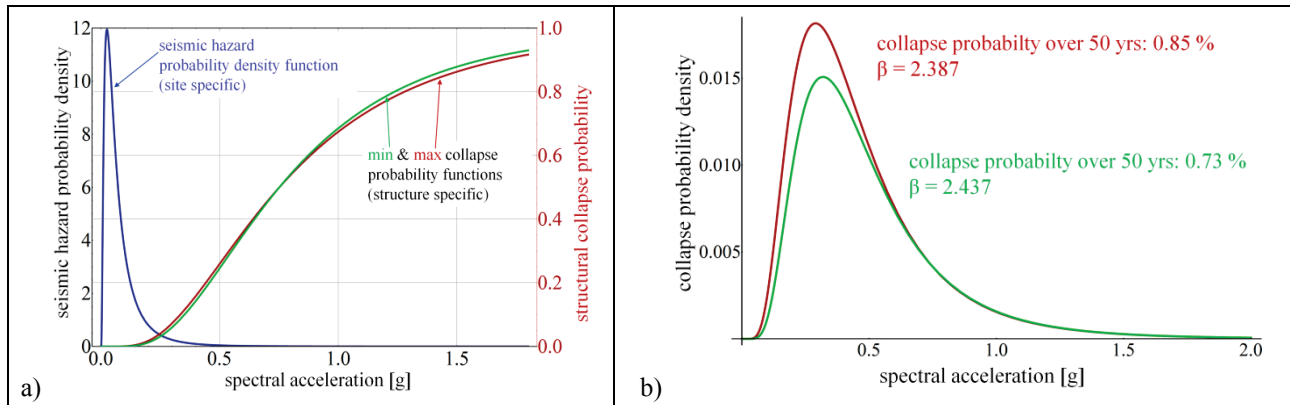 12
10
8
6
4
2
0
seismic hazard probability density
seismic hazard
probability density function
(site specific)
min & max collapse
probability functions
(structure specific)
1.0
0.8
0.6
0.4
0.2
0.0
structural collapse probability
0.0 0.5 1.0 1.5
spectral acceleration [g]
a)
0.015
0.010
0.005
collapse probability density
collapse probabilty over 50 yrs: 0.85 %
β = 2.387
collapse probabilty over 50 yrs: 0.73 %
β = 2.437
0.5 1.0 1.5 2.0
spectral acceleration [g]
b)